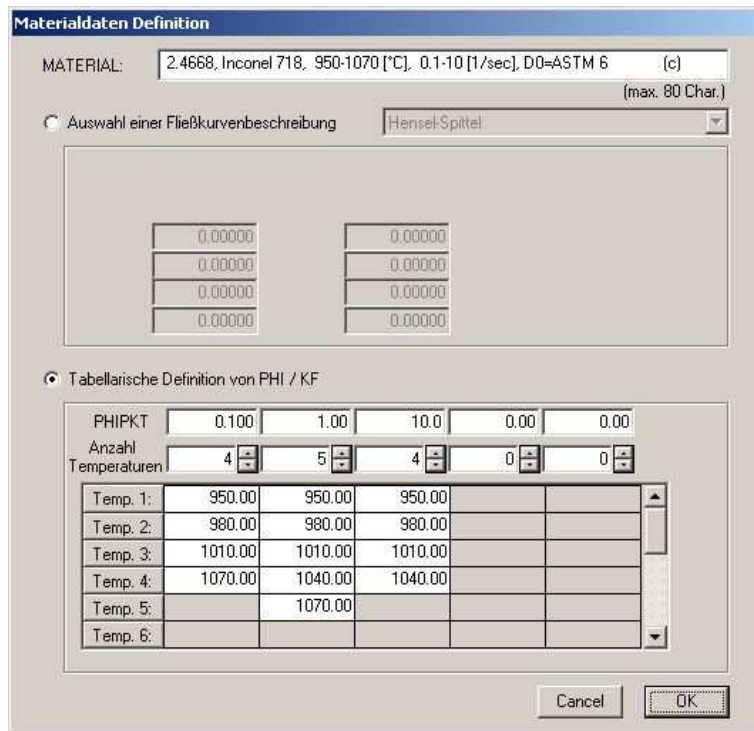 Materialdaten Definition
MATERIAL: 2.4668, Inconel 718, 950-1070 [°C], 0.1-10 [1/sec], D0=ASTM 6 (c)
(max. 80 Char.)
Auswahl einer Fließkurvenbeschreibung Hensel-Spittel
0.00000 0.00000
0.00000 0.00000
0.00000 0.00000
0.00000 0.00000
Tabellarische Definition von PHI / KF
PHIPKT 0.100 1.00 10.0 0.00 0.00
Anzahl
Temperaturen 4 5 4 0 0
Temp. 1: 950.00 950.00 950.00
Temp. 2: 980.00 980.00 980.00
Temp. 3: 1010.00 1010.00 1010.00
Temp. 4: 1070.00 1040.00 1040.00
Temp. 5: 1070.00
Temp. 6:
Cancel OK